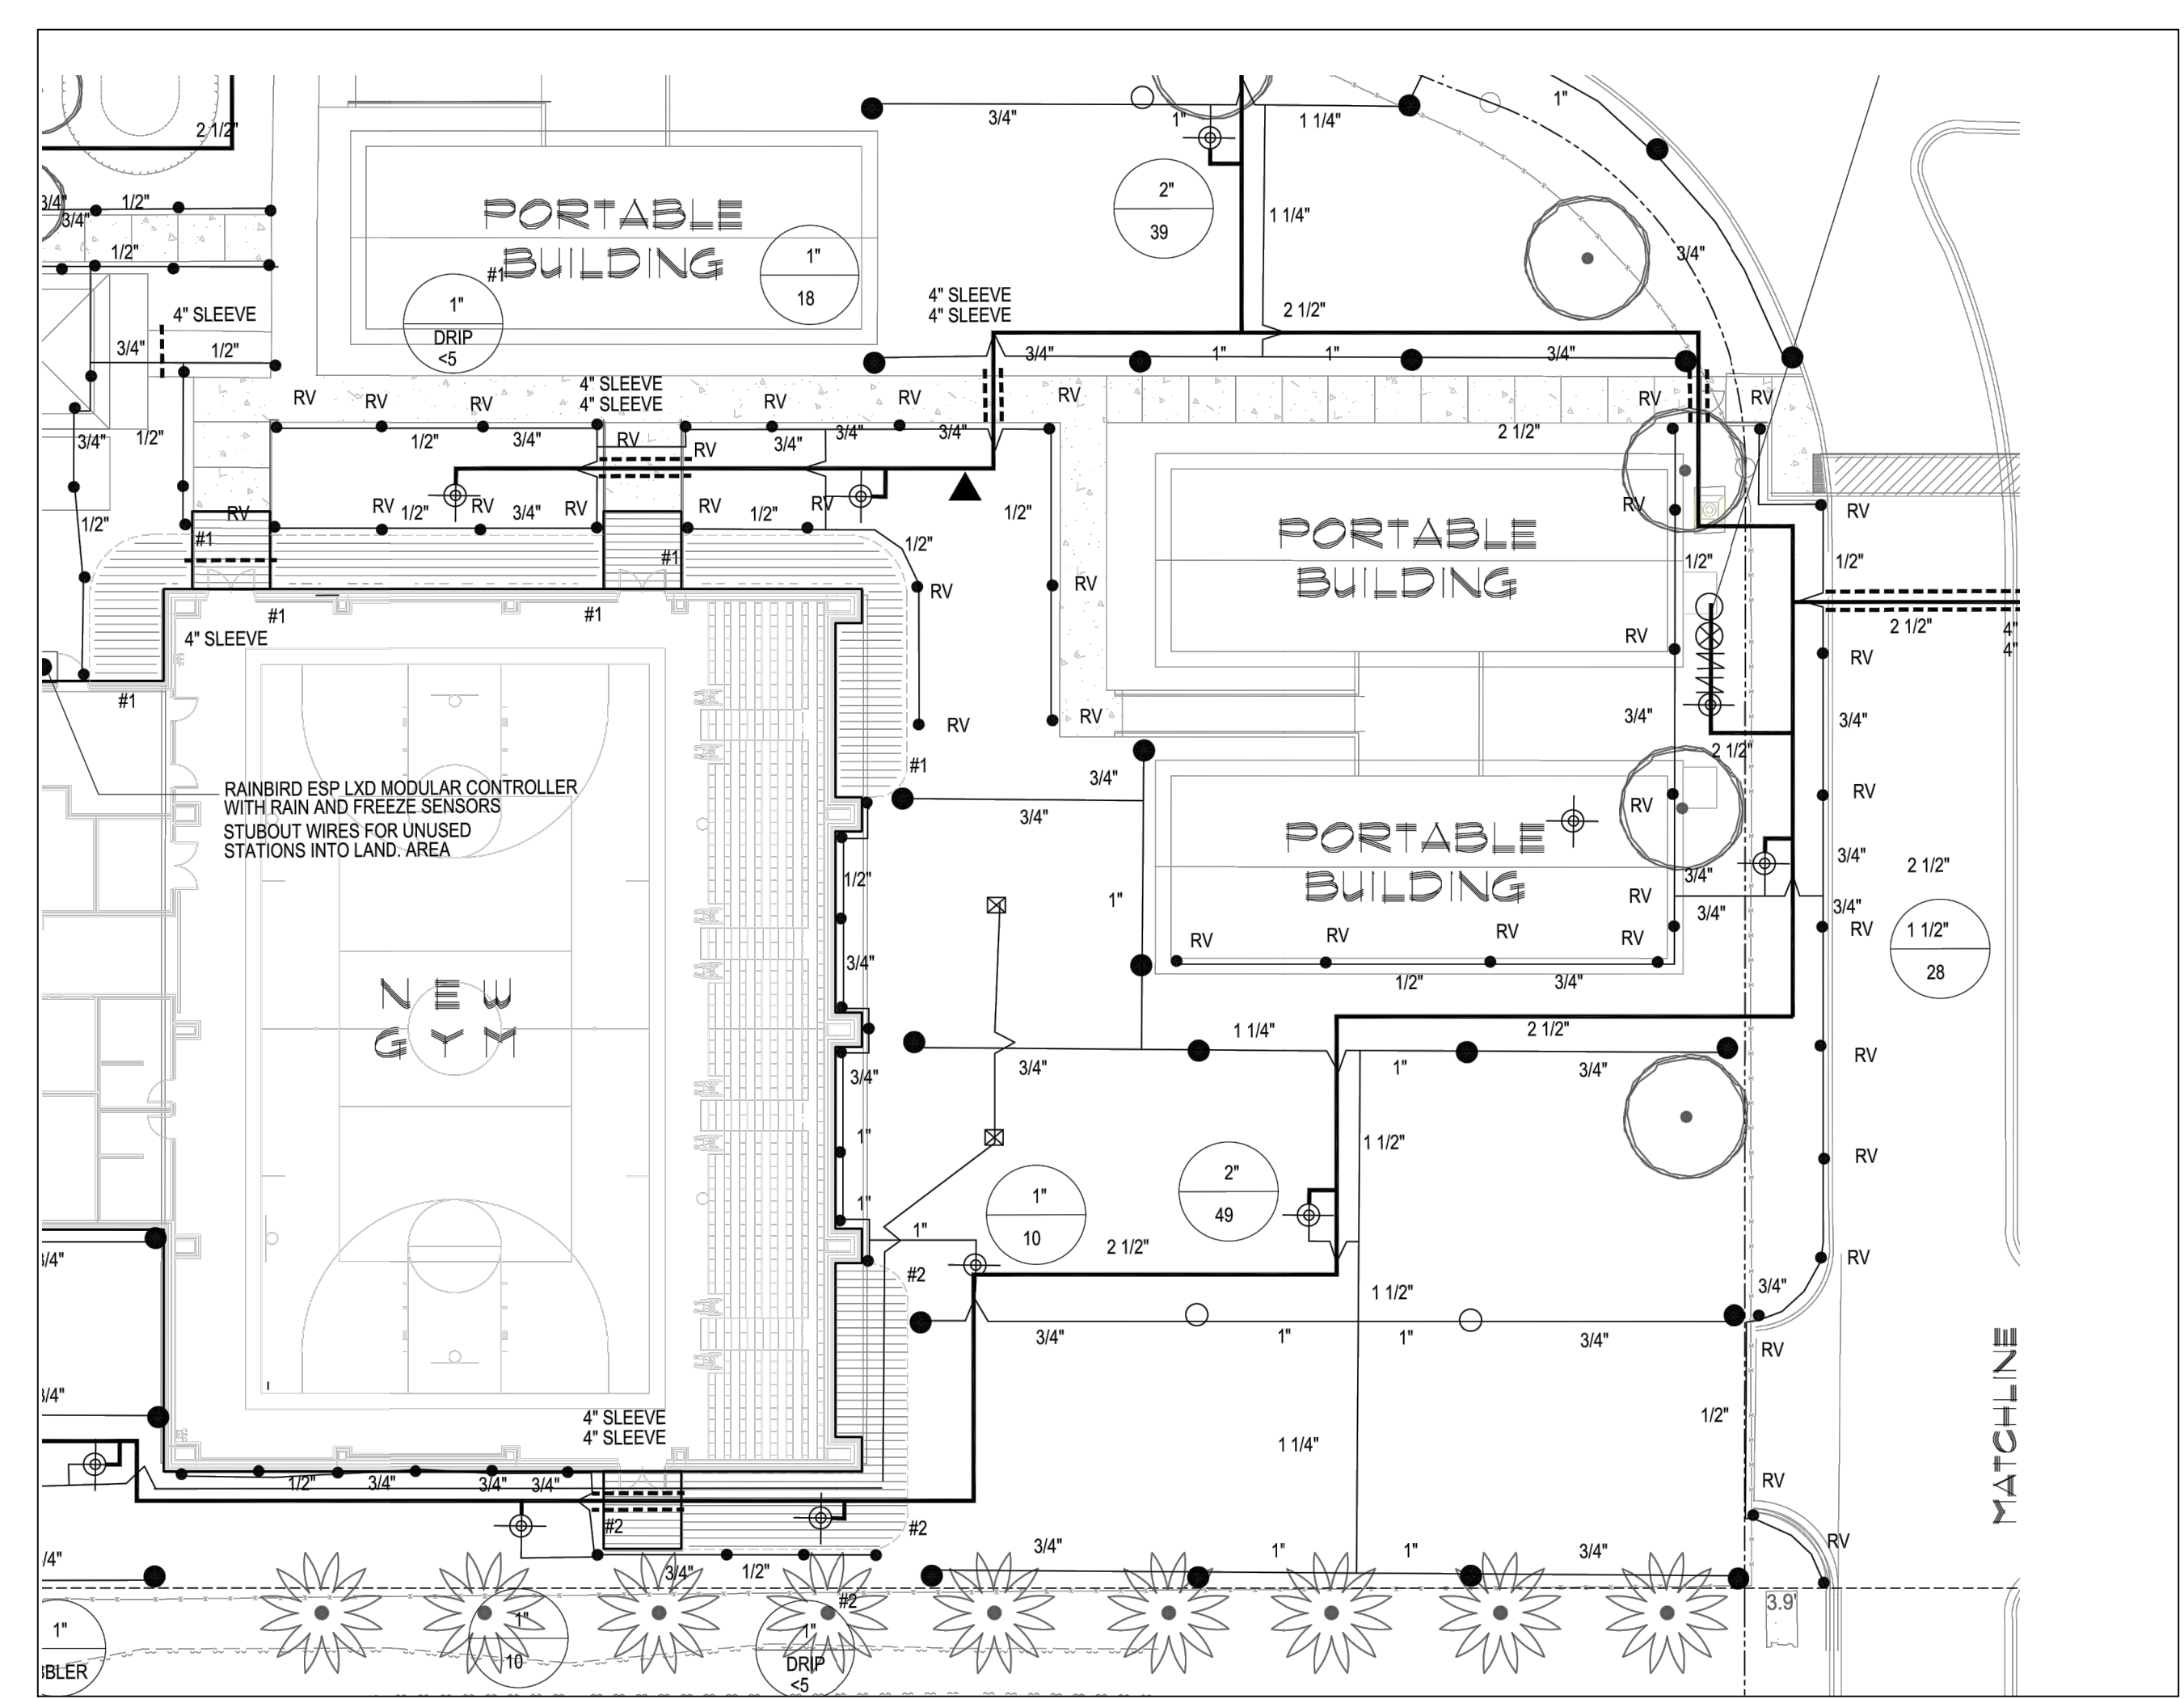 3/4"
1"
1 1/4"
1"
2 1/2"
2"
39
3/4"
1/2"
3/4"
1 1/4"
PORTABLE
BUILDING
1"
18
3/4"
1/2"
#1
1"
DRIP
<5
4" SLEEVE
4" SLEEVE
2 1/2"
4" SLEEVE
3/4"
1/2"
3/4"
1"
1"
3/4"
4" SLEEVE
4" SLEEVE
RV
RV
RV
RV
RV
RV
RV
RV
3/4"
1/2"
1/2"
3/4"
RV
RV
3/4"
3/4"
3/4"
2 1/2"
RV
RV
1/2"
3/4"
RV
RV
1/2"
RV
1/2"
RV
RV
1/2"
#1
#1
1/2"
PORTABLE
BUILDING
1/2"
1/2"
RV
RV
#1
#1
4" SLEEVE
RV
2 1/2"
4"
4"
RV
#1
RV
RV
3/4"
3/4"
2 1/2"
#1
3/4"
RAINBIRD ESP LXD MODULAR CONTROLLER
WITH RAIN AND FREEZE SENSORS
STUBOUT WIRES FOR UNUSED
STATIONS INTO LAND. AREA
3/4"
PORTABLE
BUILDING
RV
RV
3/4"
2 1/2"
1/2"
1"
3/4"
RV
3/4"
3/4"
RV
1 1/2"
28
RV
RV
RV
RV
3/4"
1/2"
3/4"
NEW
GYM
1 1/4"
2 1/2"
3/4"
3/4"
1"
3/4"
RV
1"
1 1/2"
RV
1"
10
2"
49
1"
1"
2 1/2"
RV
3/4"
#2
3/4"
1 1/2"
3/4"
1"
1"
3/4"
RV
3/4"
4" SLEEVE
4" SLEEVE
1/2"
1 1/4"
RV
1/2"
3/4"
3/4"
3/4"
#2
#2
RV
/4"
3/4"
1/2"
3/4"
1"
1"
3/4"
#2
3.9'
1"
BBLER
1"
10
1"
DRIP
<5
MATCHLINE